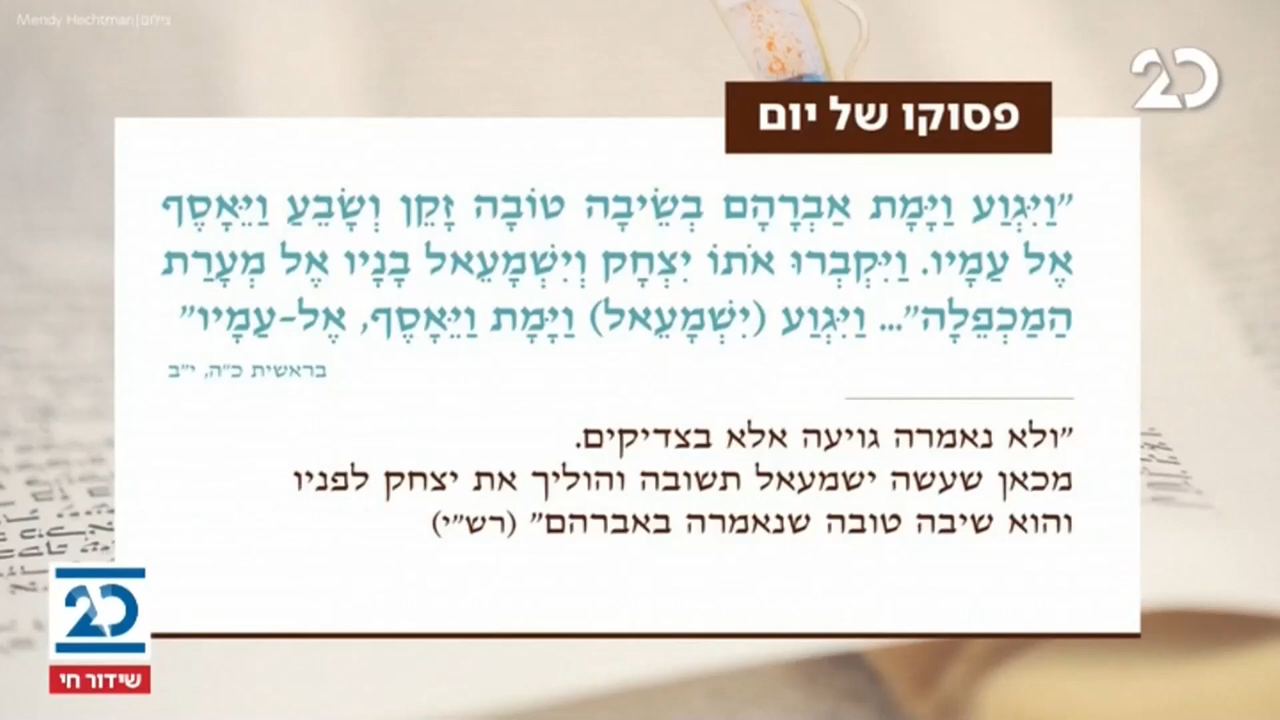 Mendy Hechtman|צילום
20
פסוקו של יום
"וַיִּגְוַע וַיָּמָת אַבְרָהָם בְּשֵׂיבָה טוֹבָה זָקֵן וְשָׂבֵעַ וַיֵּאָסֶף
אֶל עַמָּיו. וַיִּקְבְּרוּ אֹתוֹ יִצְחָק וְיִשְׁמָעֵאל בָּנָיו אֶל מְעָרַת
הַמַּכְפֵּלָה"... וַיִּגְוַע (יִשְׁמָעֵאל) וַיָּמָת וַיֵּאָסֶף, אֶל-עַמָּיו"
בראשית כ"ה, י"ב
"ולא נאמרה גויעה אלא בצדיקים.
מכאן שעשה ישמעאל תשובה והוליך את יצחק לפניו
והוא שיבה טובה שנאמרה באברהם" (רש"י)
20
שידור חי